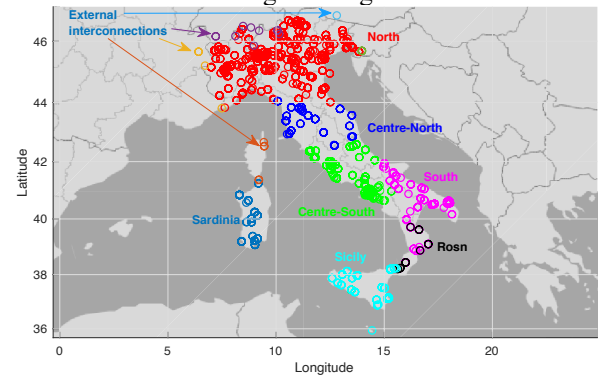 External
interconnections
North
Centre-North
Centre-South
South
Sardinia
Rosn
Sicily
46
44
42
40
38
36
Latitude
0
5
10
15
20
Longitude